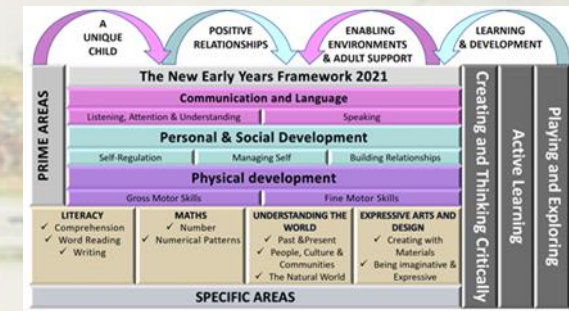 A
UNIQUE
CHILD
POSITIVE
RELATIONSHIPS
ENABLING
ENVIRONMENTS
& ADULT SUPPORT
LEARNING
& DEVELOPMENT
PRIME AREAS
The New Early Years Framework 2021
Communication and Language
Listening, Attention & Understanding
Speaking
Personal & Social Development
Self-Regulation
Managing Self
Building Relationships
Physical development
Gross Motor Skills
Fine Motor Skills
LITERACY
✓ Comprehension
✓ Word Reading
✓ Writing
MATHS
✓ Number
✓ Numerical Patterns
UNDERSTANDING THE
WORLD
✓ Past &Present
✓ People, Culture &
Communities
✓ The Natural World
EXPRESSIVE ARTS AND
DESIGN
✓ Creating with
Materials
✓ Being imaginative &
Expressive
SPECIFIC AREAS
Creating and Thinking Critically
Active Learning
Playing and Exploring